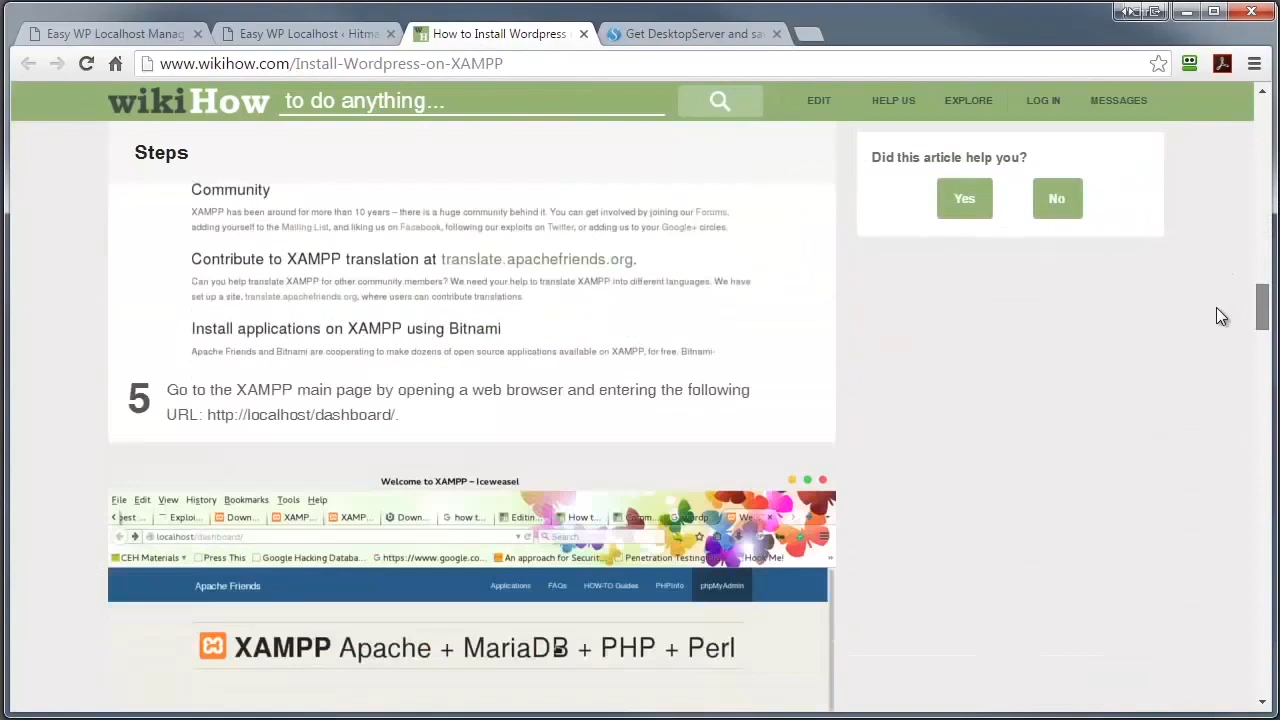 Easy WP Localhost Manag
Easy WP Localhost ‹ Hitma
How to Install Wordpress
Get DesktopServer and sav
www.wikihow.com/Install-Wordpress-on-XAMPP
wikiHow to do anything...
EDIT HELP US EXPLORE LOG IN MESSAGES
Steps
Did this article help you?
Yes No
Community
XAMPP has been around for more than 10 years – there is a huge community behind it. You can get involved by joining our Forums,
adding yourself to the Mailing List, and liking us on Facebook, following our exploits on Twitter, or adding us to your Google+ circles.
Contribute to XAMPP translation at translate.apachefriends.org.
Can you help translate XAMPP for other community members? We need your help to translate XAMPP into different languages. We have
set up a site, translate.apachefriends.org, where users can contribute translations.
Install applications on XAMPP using Bitnami
Apache Friends and Bitnami are cooperating to make dozens of open source applications available on XAMPP, for free. Bitnami-
5 Go to the XAMPP main page by opening a web browser and entering the following
URL: http://localhost/dashboard/.
Welcome to XAMPP – Iceweasel
File Edit View History Bookmarks Tools Help
Exploi... Down... XAMP... XAMP... Down... how t... Editin... How t... We
localhost/dashboard/ Search
CEH Materials Press This Google Hacking Databa... https://www.google.co... An approach for Securit... Penetration Testing Hook Me!
Apache Friends Applications FAQs HOW-TO Guides PHPInfo phpMyAdmin
XAMPP Apache + MariaDB + PHP + Perl